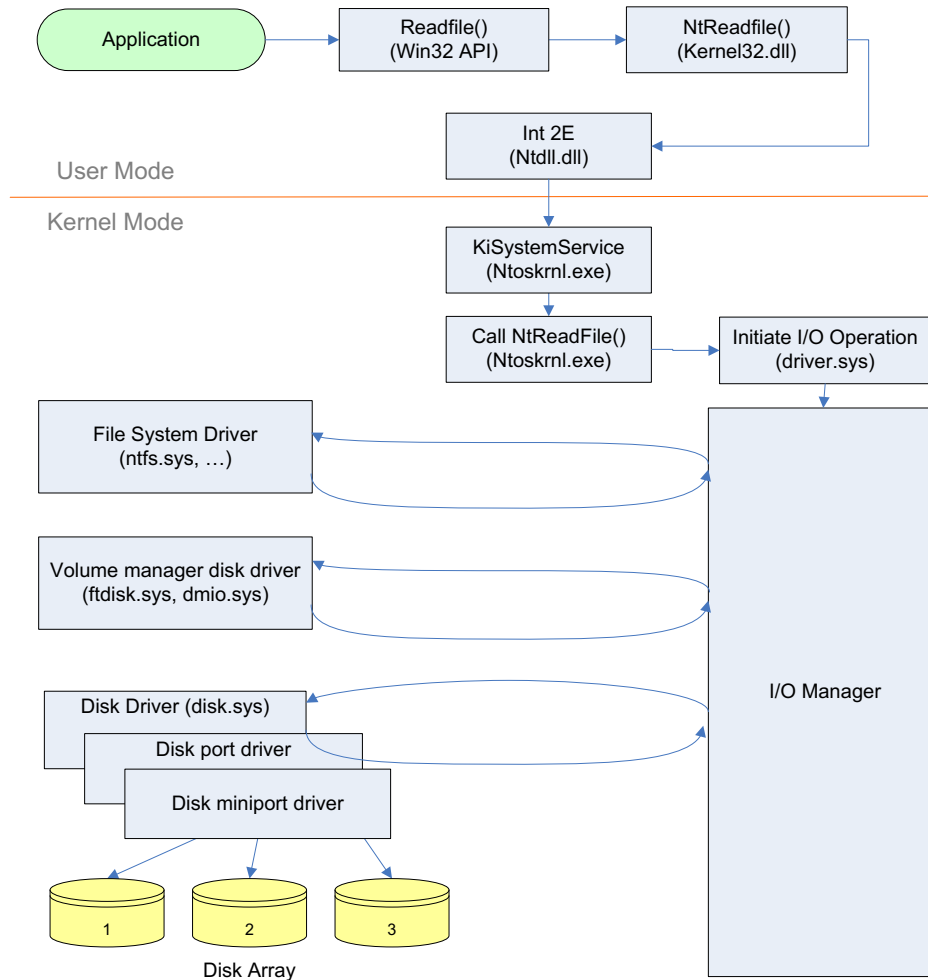 Application
Readfile()
(Win32 API)
NtReadfile()
(Kernel32.dll)
Int 2E
(Ntdll.dll)
User Mode
Kernel Mode
KiSystemService
(Ntoskrnl.exe)
Call NtReadFile()
(Ntoskrnl.exe)
Initiate I/O Operation
(driver.sys)
File System Driver
(ntfs.sys, …)
Volume manager disk driver
(ftdisk.sys, dmio.sys)
I/O Manager
Disk Driver (disk.sys)
Disk port driver
Disk miniport driver
1
2
3
Disk Array